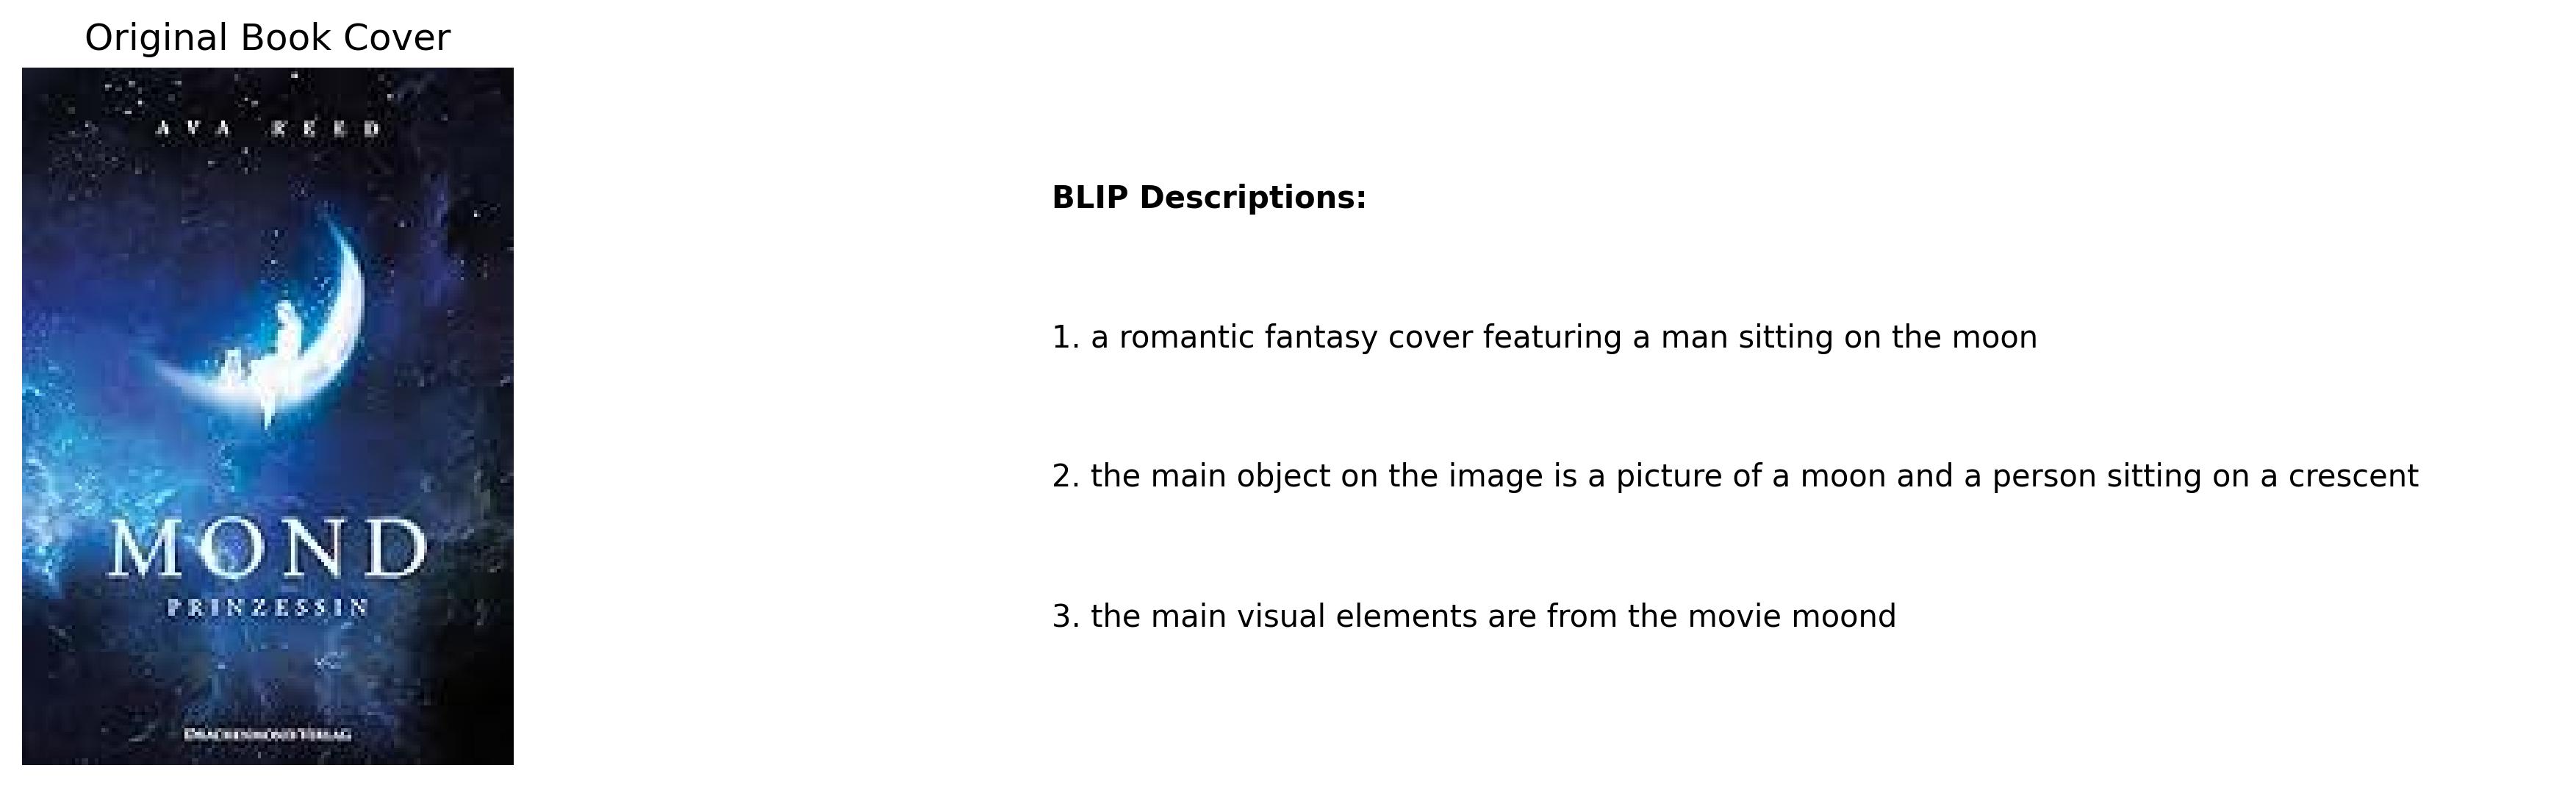 Original Book Cover
AVA REED
MOND
PRINZESSIN
DRACHENMOND VERLAG
BLIP Descriptions:
1. a romantic fantasy cover featuring a man sitting on the moon
2. the main object on the image is a picture of a moon and a person sitting on a crescent
3. the main visual elements are from the movie moond